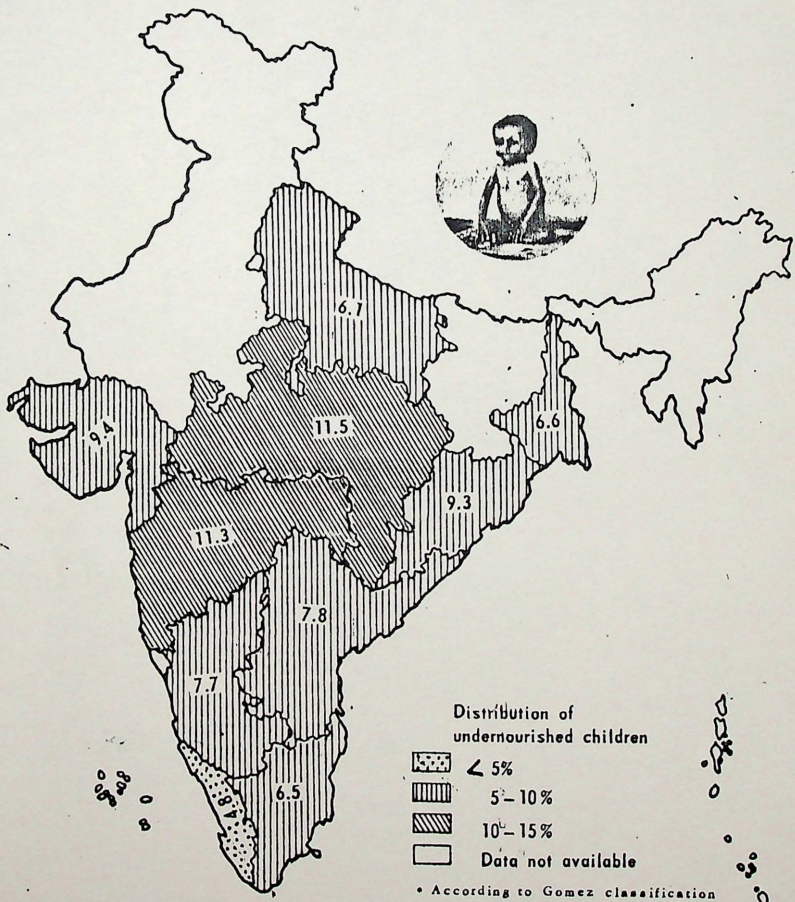 6.1
11.5
9.4
6.6
9.3
11.3
7.8
7.7
6.5
4.8
Distribution of
undernourished children
< 5%
5 – 10%
10 – 15%
Data not available
• According to Gomez classification